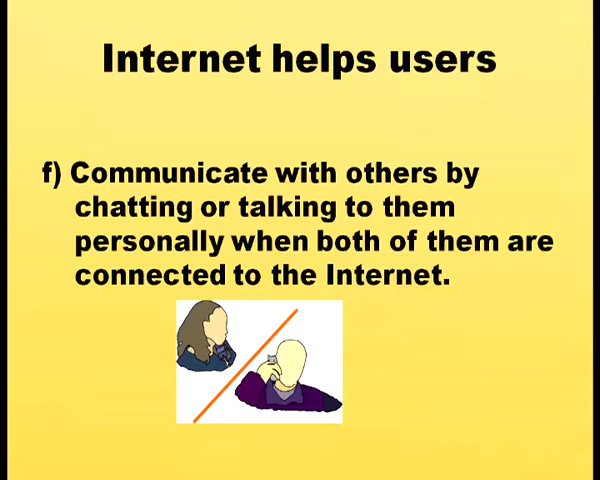 Internet helps users
f) Communicate with others by
chatting or talking to them
personally when both of them are
connected to the Internet.